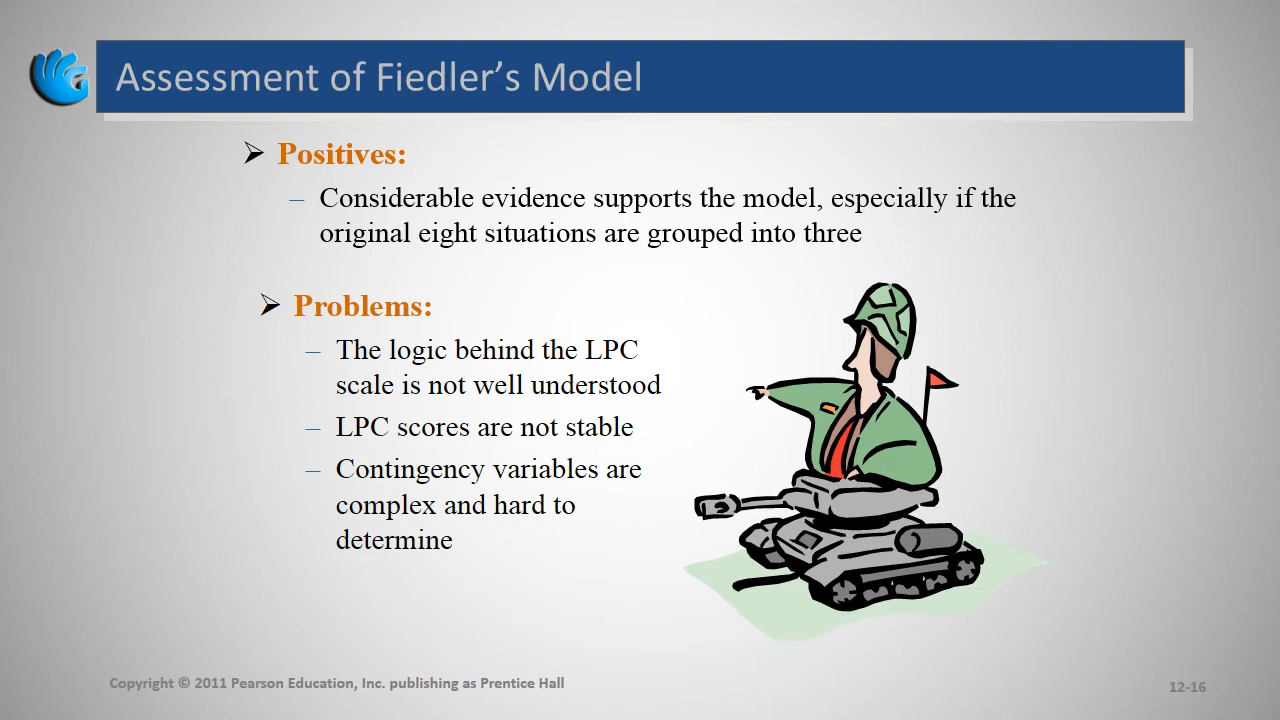 Assessment of Fiedler’s Model
➢ Positives:
– Considerable evidence supports the model, especially if the
original eight situations are grouped into three
➢ Problems:
– The logic behind the LPC
scale is not well understood
– LPC scores are not stable
– Contingency variables are
complex and hard to
determine
Copyright © 2011 Pearson Education, Inc. publishing as Prentice Hall
12-16